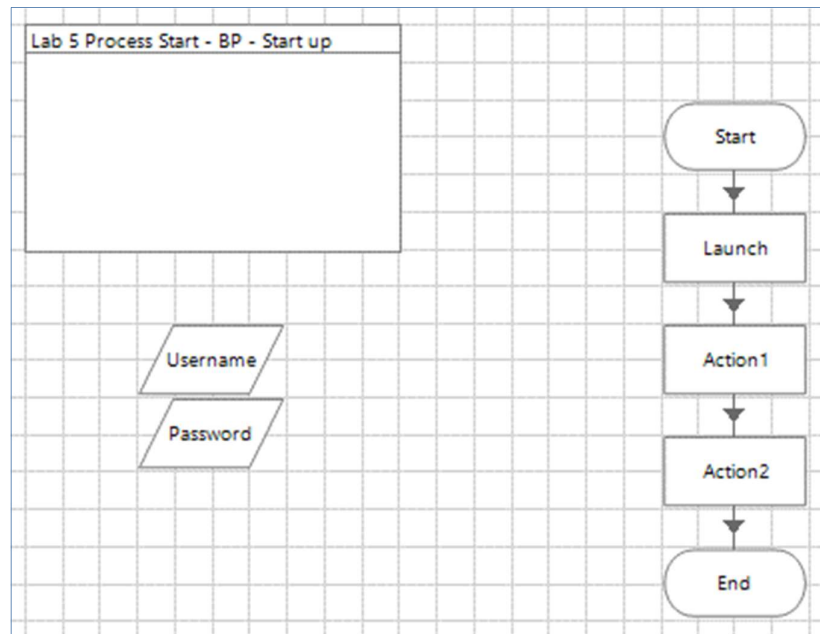 Lab 5 Process Start - BP - Start up
Start
Launch
Username
Action1
Password
Action2
End